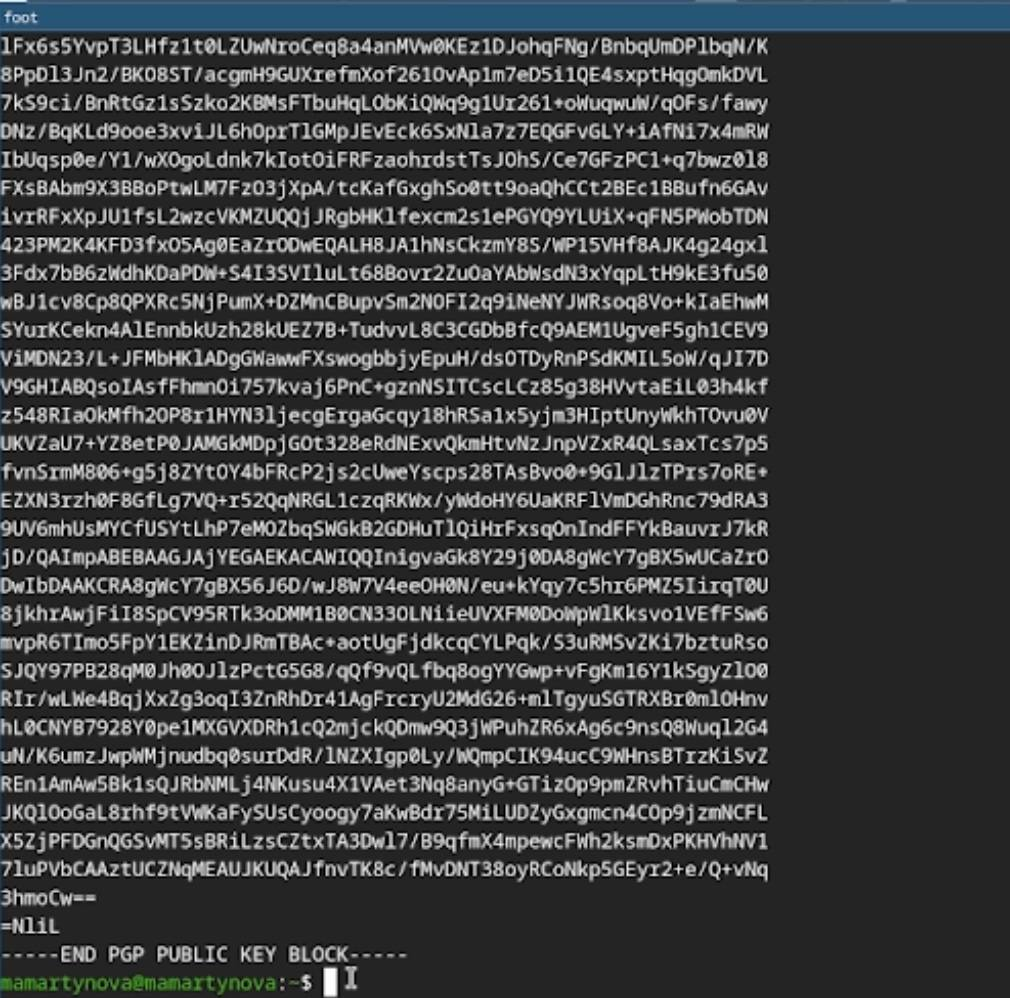 foot
lFx6s5YvpT3LHfz1t0LZUwNroCeq8a4anMVw0KEz1DJohqFNg/BnbqUmDPlbqN/K
8PpDl3Jn2/BKO8ST/acgmH9GUXrefmXof261OvAp1m7eD5i1QE4sxptHqgOmkDVL
7kS9ci/BnRtGz1sSzko2KBMsFTbuHqLObKiQWq9g1Ur261+oWuqwuW/qOFs/fawy
DNz/BqKLd9ooe3xviJL6hOprTlGMpJEvEck6SxNla7z7EQGFvGLY+iAfNi7x4mRW
IbUqsp0e/Y1/wXOgoLdnk7kIotOiFRFzaohrdstTsJOhS/Ce7GFzPC1+q7bwz0l8
FXsBAbm9X3BBoPtwLM7FzO3jXpA/tcKafGxghSo0tt9oaQhCCt2BEc1BBufn6GAv
ivrRFxXpJU1fsL2wzcVKMZUQQjJRgbHKlfexcm2s1ePGYQ9YLUiX+qFN5PWobTDN
423PM2K4KFD3fxO5Ag0EaZrODwEQALH8JA1hNsCkzmY8S/WP15VHf8AJK4g24gxl
3Fdx7bB6zWdhKDaPDW+S4I3SVIluLt68Bovr2ZuOaYAbWsdN3xYqpLtH9kE3fu50
wBJ1cv8Cp8QPXRc5NjPumX+DZMnCBupvSm2NOFI2q9iNeNYJWRsoq8Vo+kIaEhwM
SYurKCekn4AlEnnbkUzh28kUEZ7B+TudvvL8C3CGDbBfcQ9AEM1UgveF5gh1CEV9
ViMDN23/L+JFMbHKlADgGWawwFXswogbbjyEpuH/dsOTDyRnPSdKMIL5oW/qJI7D
V9GHIABQsoIAsfFhmnOi757kvaj6PnC+gznNSITCscLCz85g38HVvtaEiL03h4kf
z548RIaOkMfh2OP8r1HYN3ljecgErgaGcqy18hRSa1x5yjm3HIptUnyWkhTOvu0V
UKVZaU7+YZ8etP0JAMGkMDpjGOt328eRdNExvQkmHtvNzJnpVZxR4QLsaxTcs7p5
fvnSrmM806+g5j8ZYtOY4bFRcP2js2cUweYscps28TAsBvo0+9GlJlzTPrs7oRE+
EZXN3rzh0F8GfLg7VQ+r52QgNRGL1czqRKWx/yWdoHY6UaKRFlVmDGhRnc79dRA3
9UV6mhUsMYCfUSYtLhP7eMOZbqSWGkB2GDHuTlQiHrFxsqOnIndFFYkBauvrJ7kR
jD/QAImpABEBAAGJAjYEGAEKACAWIQQInigvaGk8Y29j0DA8gWcY7gBX5wUCaZrO
DwIbDAAKCRA8gWcY7gBX56J6D/wJ8W7V4eeOH0N/eu+kYqy7c5hr6PMZ5IirqT0U
8jkhrAwjFiI8SpCV95RTk3oDMM1B0CN33OLNiieUVXFM0DoWpWlKksvo1VEfFSw6
mvpR6TImo5FpY1EKZinDJRmTBAc+aotUgFjdkcqCYLPqk/S3uRMSvZKi7bztuRso
SJQY97PB28qM0Jh0OJlzPctG5G8/qQf9vQLfbq8ogYYGwp+vFgKm16Y1kSgyZlO0
RIr/wLWe4BqjXxZg3oqI3ZnRhDr41AgFrcryU2MdG26+mlTgyuSGTRXBr0mlOHnv
hL0CNYB7928Y0pe1MXGVXDRh1cQ2mjckQDmw9Q3jWPuhZR6xAg6c9nsQ8Wuql2G4
uN/K6umzJwpWMjnudbq0surDdR/lNZXIgp0Ly/WQmpCIK94ucC9WHnsBTrzKiSvZ
REn1AmAw5Bk1sQJRbNMLj4NKusu4X1VAet3Nq8anyG+GTizOp9pmZRvhTiuCmCHw
JKQlOoGaL8rhf9tVWKaFySUsCyoogy7aKwBdr75MiLUDZyGxgmcn4COp9jzmNCFL
X5ZjPFDGnQGSvMT5sBRiLzsCZtxTA3Dwl7/B9qfmX4mpewcFWh2ksmDxPKHVhNV1
7luPVbCAAztUCZNqMEAUJKUQAJfnvTK8c/fMvDNT38oyRCoNkp5GEyr2+e/Q+vNq
3hmoCw==
=NliL
-----END PGP PUBLIC KEY BLOCK-----
mamartynova@mamartynova:~$